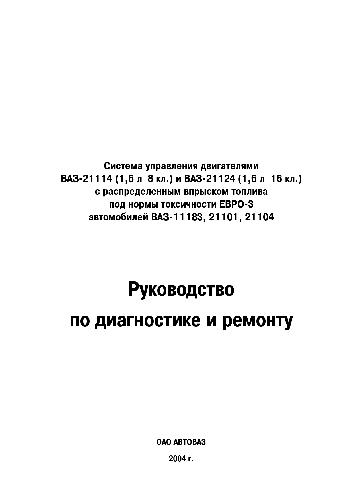 Система управления двигателями
ВАЗ-21114 (1,6 л 8 кл.) и ВАЗ-21124 (1,6 л 16 кл.)
с распределенным впрыском топлива
под нормы токсичности ЕВРО-3
автомобилей ВАЗ-11183, 21101, 21104
Руководство
по диагностике и ремонту
ОАО АВТОВАЗ
2004 г.